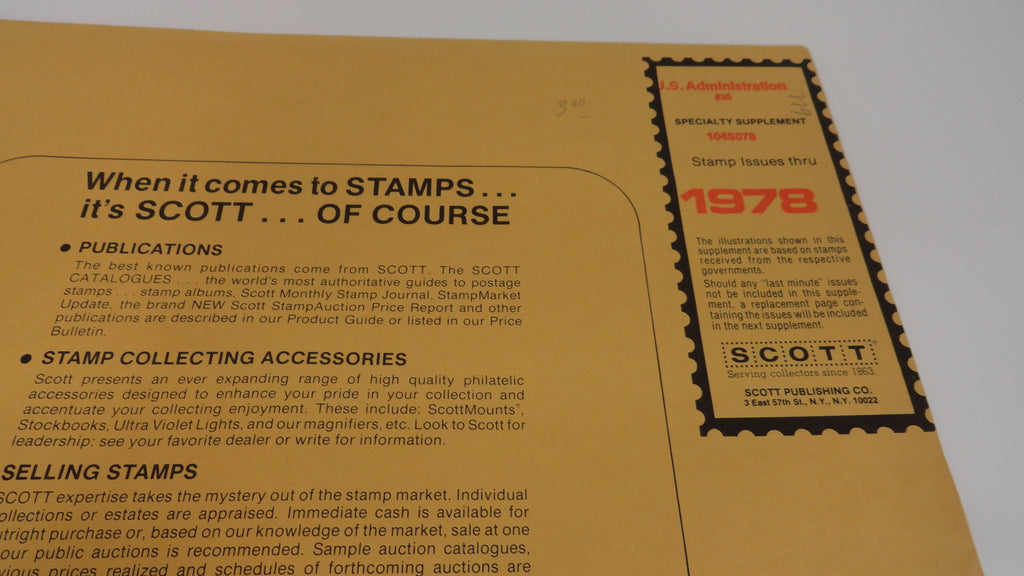 3.00
When it comes to STAMPS...
it's SCOTT... OF COURSE
• PUBLICATIONS
The best known publications come from SCOTT. The SCOTT
CATALOGUES ... the world's most authoritative guides to postage
stamps ... stamp albums, Scott Monthly Stamp Journal, StampMarket
Update, the brand NEW Scott StampAuction Price Report and other
publications are described in our Product Guide or listed in our Price
Bulletin.
• STAMP COLLECTING ACCESSORIES
Scott presents an ever expanding range of high quality philatelic
accessories designed to enhance your pride in your collection and
accentuate your collecting enjoyment. These include: ScottMounts®,
Stockbooks, Ultra Violet Lights, and our magnifiers, etc. Look to Scott for
leadership: see your favorite dealer or write for information.
SELLING STAMPS
SCOTT expertise takes the mystery out of the stamp market. Individual
ollections or estates are appraised. Immediate cash is available for
utright purchase or, based on our knowledge of the market, sale at one
our public auctions is recommended. Sample auction catalogues,
vious prices realized and schedules of forthcoming auctions are
U.S. Administration
#25
SPECIALTY SUPPLEMENT
104S078
Stamp Issues thru
1978
The illustrations shown in this
supplement are based on stamps
received from the respective
governments.
Should any "last minute" issues
not be included in this supple-
ment, a replacement page con-
taining the issues will be included
in the next supplement.
SCOTT®
Serving collectors since 1863.
SCOTT PUBLISHING CO.
3 East 57th St., N.Y., N.Y. 10022